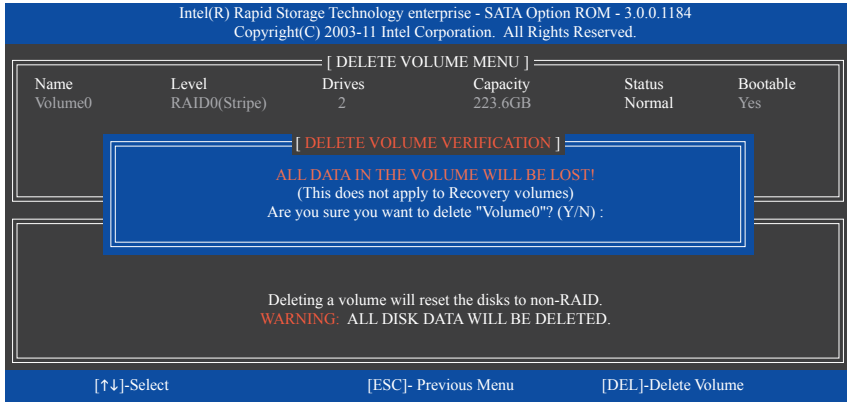 Intel(R) Rapid Storage Technology enterprise - SATA Option ROM - 3.0.0.1184
Copyright(C) 2003-11 Intel Corporation.  All Rights Reserved.
[ DELETE VOLUME MENU ]
Name Level Drives Capacity Status Bootable
Volume0 RAID0(Stripe) 2 223.6GB Normal Yes
[ DELETE VOLUME VERIFICATION ]
ALL DATA IN THE VOLUME WILL BE LOST!
(This does not apply to Recovery volumes)
Are you sure you want to delete "Volume0"? (Y/N) :
Deleting a volume will reset the disks to non-RAID.
WARNING:  ALL DISK DATA WILL BE DELETED.
[↑↓]-Select [ESC]- Previous Menu [DEL]-Delete Volume